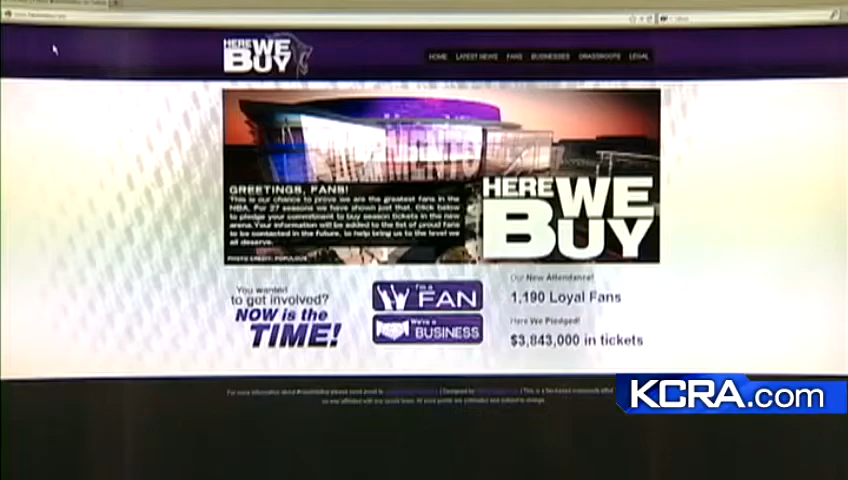 HERE WE
BUY
HOME LATEST NEWS FANS BUSINESSES GRASSROOTS LEGAL
GREETINGS, FANS!
This is our chance to prove we are the greatest fans in the
NBA. For 27 seasons we have shown just that. Click below
to pledge your commitment to buy season tickets in the new
arena. Your information will be added to the list of proud fans
to be contacted in the future, to help bring us to the level we
all deserve.
PHOTO CREDIT: POPULOUS
HERE WE
BUY
You wanted
to get involved?
NOW is the
TIME!
I'm a
FAN
We're a
BUSINESS
Our New Attendance!
1,190 Loyal Fans
Here We Pledged!
$3,843,000 in tickets
KCRA.com